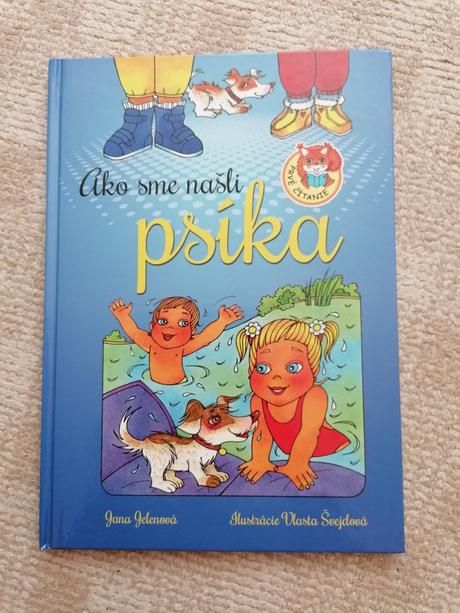 Ako sme našli
psíka
PRVÉ ČÍTANIE
Jana Jelenová
Ilustrácie Vlasta Švejdová